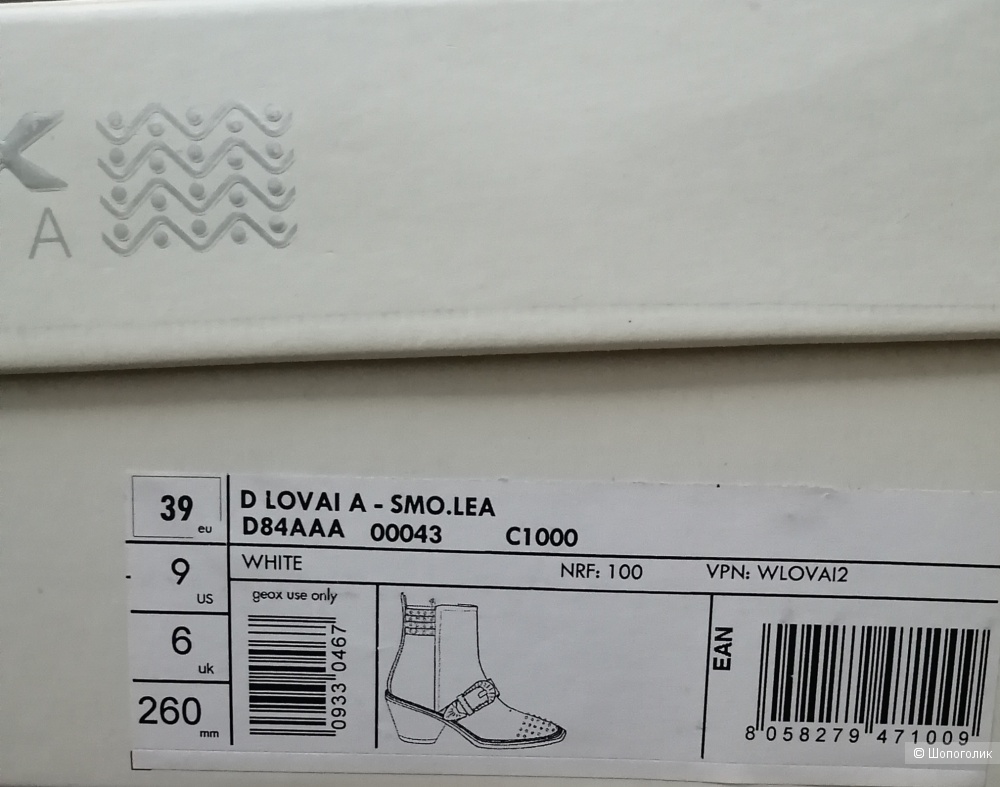 X
A
39 eu
D LOVAI A - SMO.LEA
D84AAA 00043 C1000
9 US
WHITE
NRF: 100 VPN: WLOVAI2
6 uk
260 mm
geox use only
0933 0467
EAN
8 058279 471009
© Шопоголик